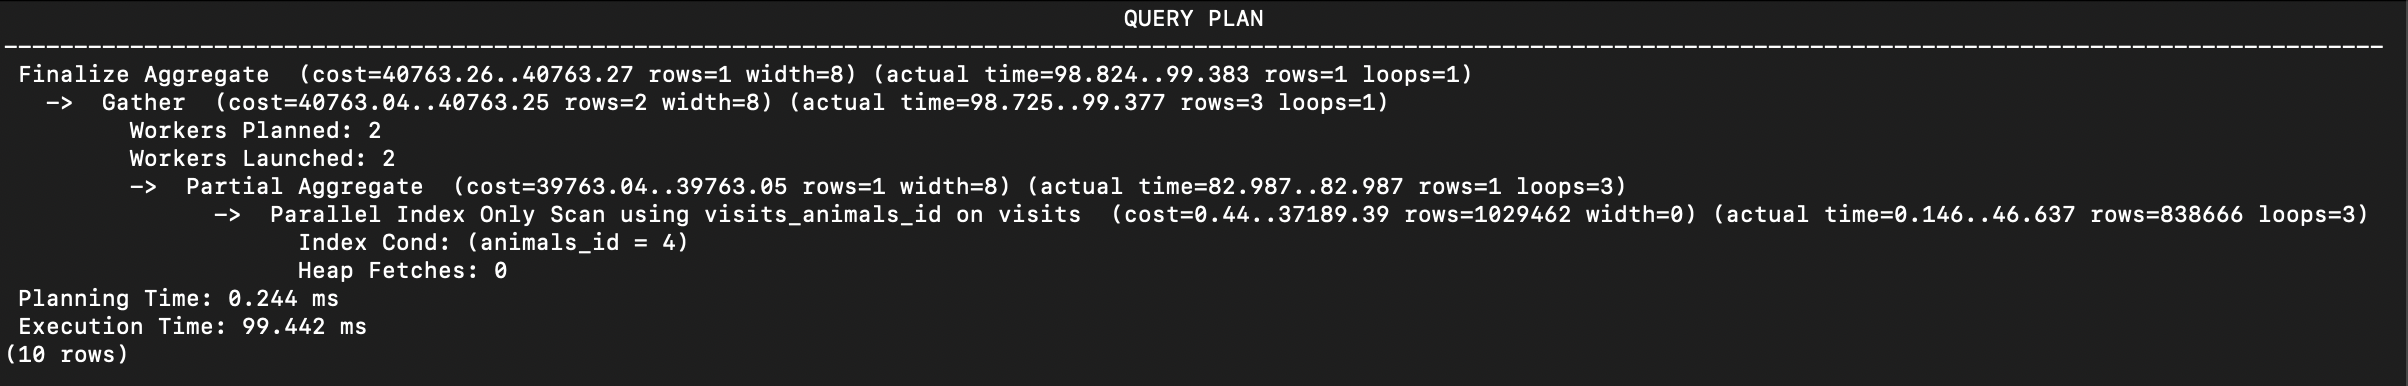 QUERY PLAN
------------------------------------------------------------------------------------------------------------------------------------------------------------------------
Finalize Aggregate  (cost=40763.26..40763.27 rows=1 width=8) (actual time=98.824..99.383 rows=1 loops=1)
  ->  Gather  (cost=40763.04..40763.25 rows=2 width=8) (actual time=98.725..99.377 rows=3 loops=1)
        Workers Planned: 2
        Workers Launched: 2
        ->  Partial Aggregate  (cost=39763.04..39763.05 rows=1 width=8) (actual time=82.987..82.987 rows=1 loops=3)
              ->  Parallel Index Only Scan using visits_animals_id on visits  (cost=0.44..37189.39 rows=1029462 width=0) (actual time=0.146..46.637 rows=838666 loops=3)
                    Index Cond: (animals_id = 4)
                    Heap Fetches: 0
Planning Time: 0.244 ms
Execution Time: 99.442 ms
(10 rows)